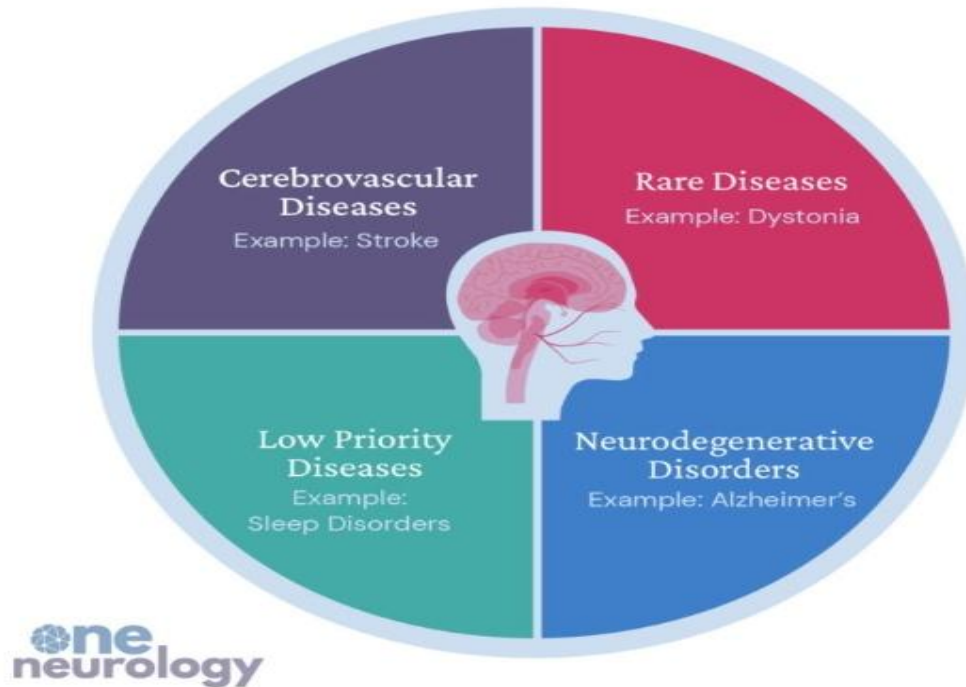 Cerebrovascular
Diseases
Example: Stroke
Rare Diseases
Example: Dystonia
Low Priority
Diseases
Example:
Sleep Disorders
Neurodegenerative
Disorders
Example: Alzheimer’s
one
neurology